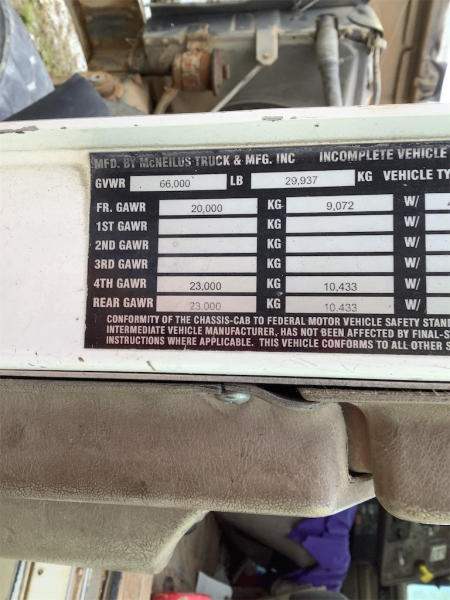 MFD. BY McNEILUS TRUCK & MFG. INC INCOMPLETE VEHICLE
GVWR 66,000 LB 29,937 KG VEHICLE TY
FR. GAWR 20,000 KG 9,072 W/ 4
1ST GAWR KG W/
2ND GAWR KG W/
3RD GAWR KG W/
4TH GAWR 23,000 KG 10,433 W/
REAR GAWR 23,000 KG 10,433 W/
CONFORMITY OF THE CHASSIS-CAB TO FEDERAL MOTOR VEHICLE SAFETY STAN
INTERMEDIATE VEHICLE MANUFACTURER, HAS NOT BEEN AFFECTED BY FINAL-S
INSTRUCTIONS WHERE APPLICABLE. THIS VEHICLE CONFORMS TO ALL OTHER S